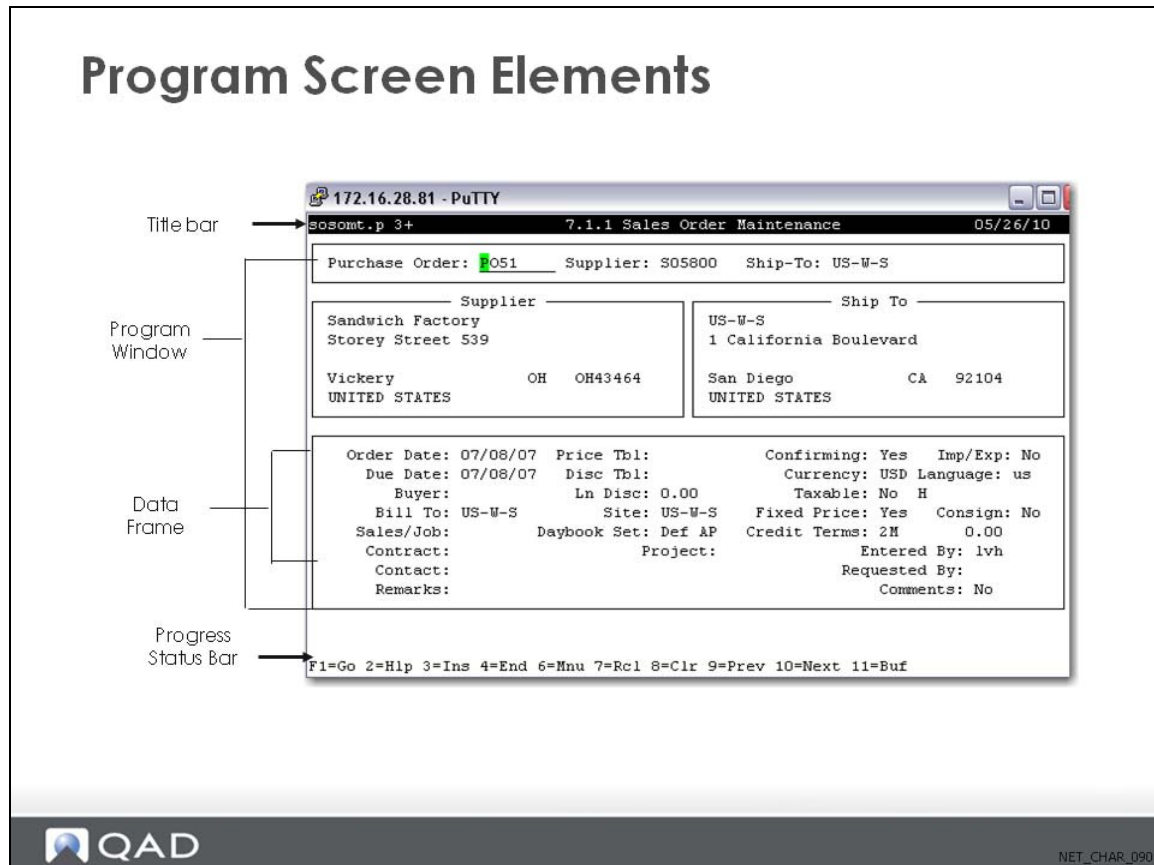 Program Screen Elements
172.16.28.81 - PuTTY
Title bar
sosomt.p 3+ 7.1.1 Sales Order Maintenance 05/26/10
Purchase Order: PO51 Supplier: S05800 Ship-To: US-W-S
Program
Window
Supplier
Sandwich Factory
Storey Street 539
Vickery OH OH43464
UNITED STATES
Ship To
US-W-S
1 California Boulevard
San Diego CA 92104
UNITED STATES
Data
Frame
Order Date: 07/08/07 Price Tbl: Confirming: Yes Imp/Exp: No
Due Date: 07/08/07 Disc Tbl: Currency: USD Language: us
Buyer: Ln Disc: 0.00 Taxable: No H
Bill To: US-W-S Site: US-W-S Fixed Price: Yes Consign: No
Sales/Job: Daybook Set: Def AP Credit Terms: 2M 0.00
Contract: Project: Entered By: lvh
Contact: Requested By:
Remarks: Comments: No
Progress
Status Bar
F1=Go 2=Hlp 3=Ins 4=End 6=Mnu 7=Rcl 8=Clr 9=Prev 10=Next 11=Buf
QAD
NET_CHAR_090